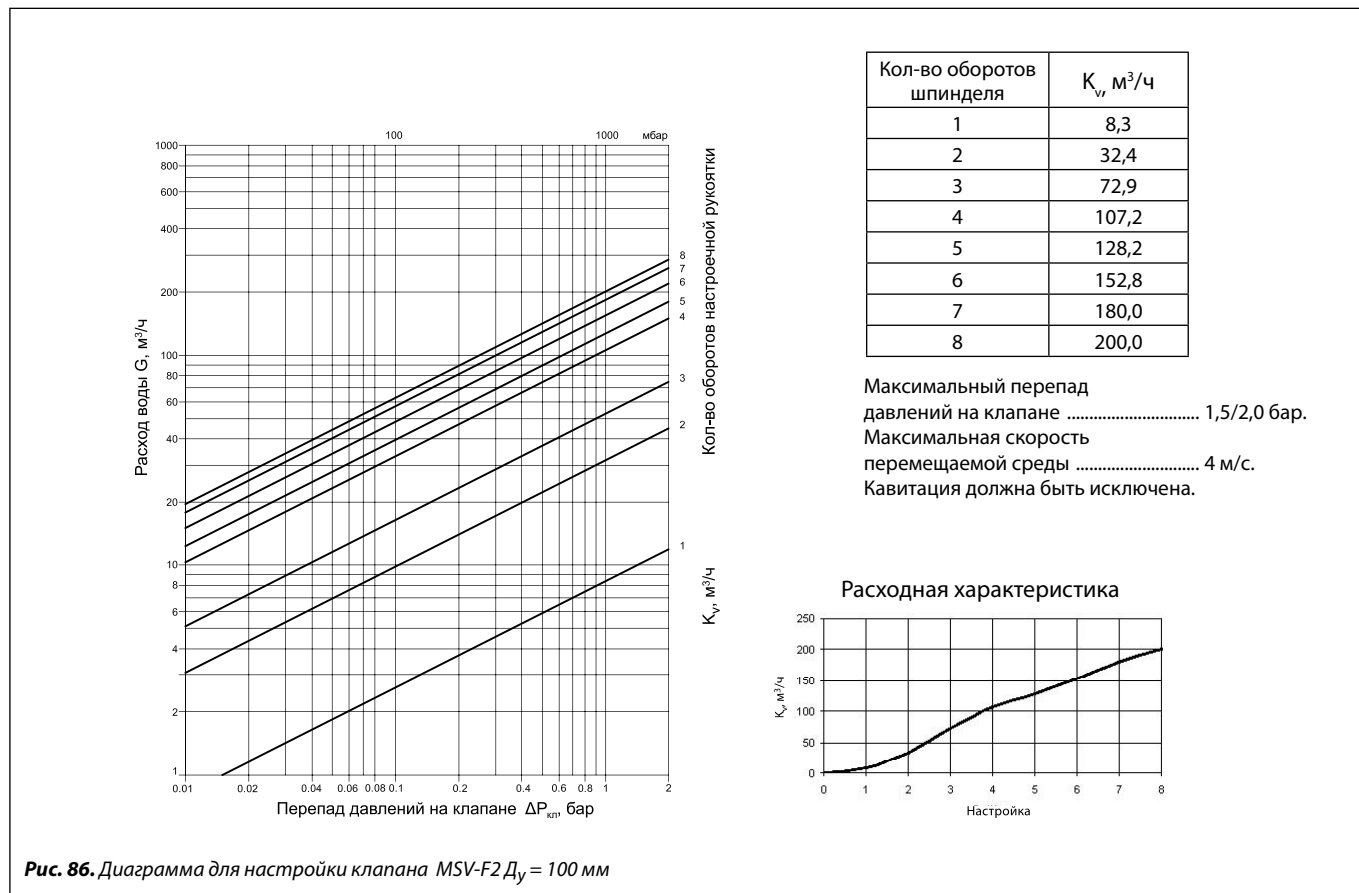 100 1000 мбар
1000
800
600
400
200
100
80
60
40
20
10
8
6
4
2
1
Расход воды G, м³/ч
8
7
6
5
4
3
2
1
Кол-во оборотов настроечной рукоятки
Kᵥ, м³/ч
0.01 0.02 0.04 0.06 0.08 0.1 0.2 0.4 0.6 0.8 1 2
Перепад давлений на клапане ΔPкл, бар
Кол-во оборотов
шпинделя
Kᵥ, м³/ч
1 8,3
2 32,4
3 72,9
4 107,2
5 128,2
6 152,8
7 180,0
8 200,0
Максимальный перепад
давлений на клапане .............................. 1,5/2,0 бар.
Максимальная скорость
перемещаемой среды ............................ 4 м/с.
Кавитация должна быть исключена.
Расходная характеристика
250
200
150
100
50
0
Kᵥ, м³/ч
0 1 2 3 4 5 6 7 8
Настройка
Рис. 86. Диаграмма для настройки клапана MSV-F2 Ду = 100 мм